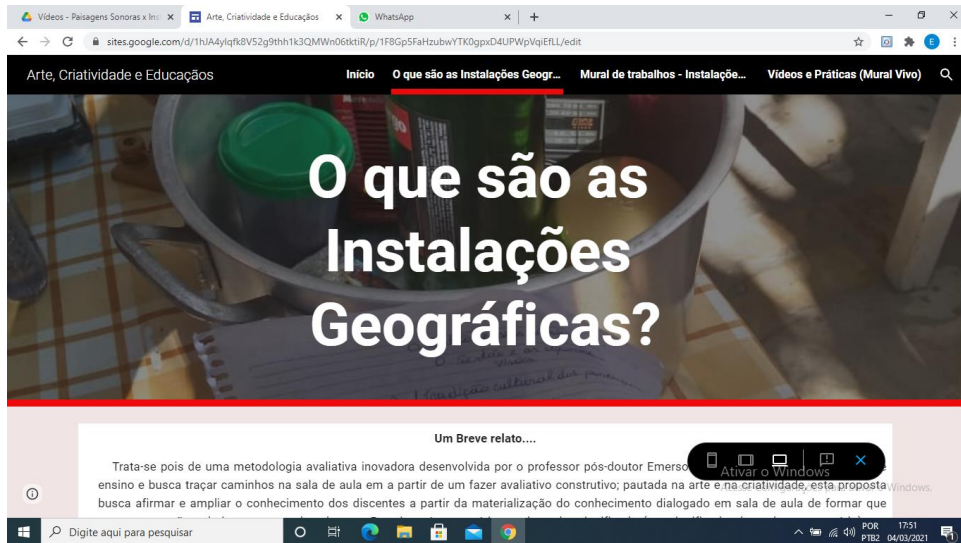 Vídeos - Paisagens Sonoras x Ins
Arte, Criatividade e Educaçãos
WhatsApp
sites.google.com/d/1hJA4ylqfk8V52g9thh1k3QMWn06tktiR/p/1F8Gp5FaHzubwYTK0gpxD4UPWpVqiEfLL/edit
E
Arte, Criatividade e Educaçãos
Início
O que são as Instalações Geogr...
Mural de trabalhos - Instalaçõe...
Vídeos e Práticas (Mural Vivo)
O que são as
Instalações
Geográficas?
Um Breve relato....
Trata-se pois de uma metodologia avaliativa inovadora desenvolvida por o professor pós-doutor Emerso
ensino e busca traçar caminhos na sala de aula em a partir de um fazer avaliativo construtivo; pautada na arte e na criatividade, esta proposta
busca afirmar e ampliar o conhecimento dos discentes a partir da materialização do conhecimento dialogado em sala de aula de formar que
Ativar o Windows
Windows.
Digite aqui para pesquisar
POR
PTB2
17:51
04/03/2021